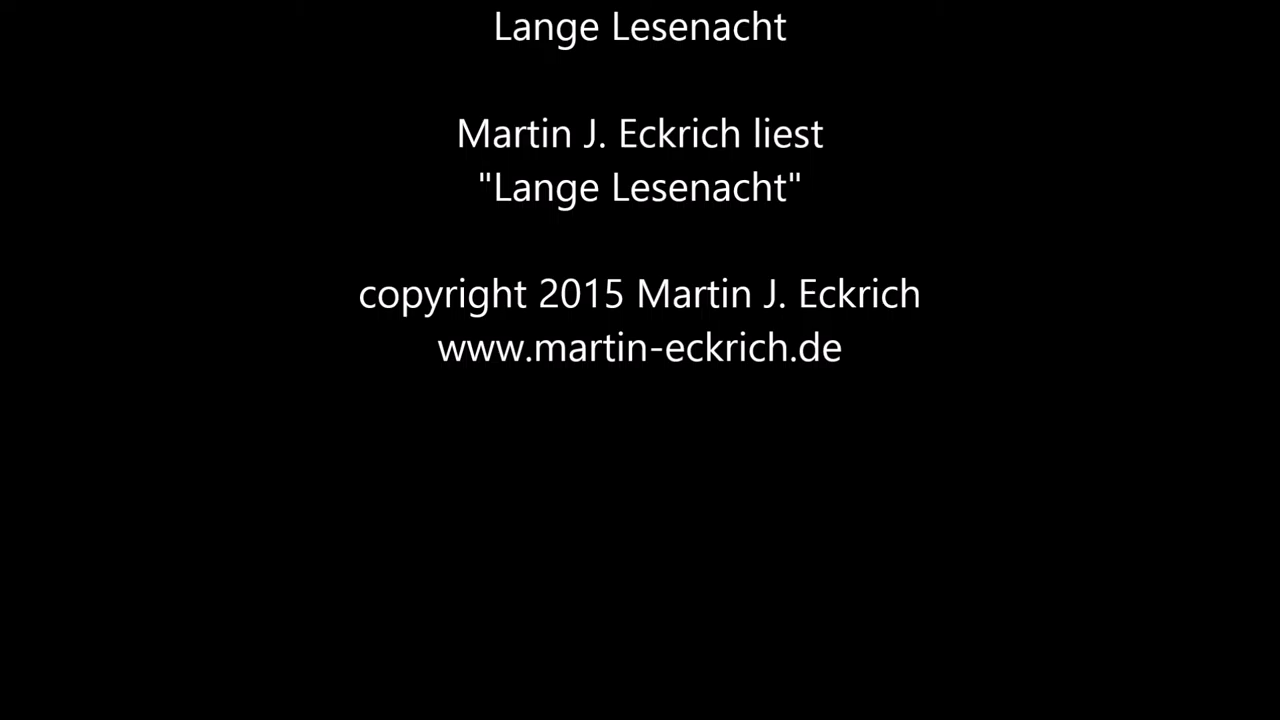 Lange Lesenacht
Martin J. Eckrich liest
"Lange Lesenacht"
copyright 2015 Martin J. Eckrich
www.martin-eckrich.de